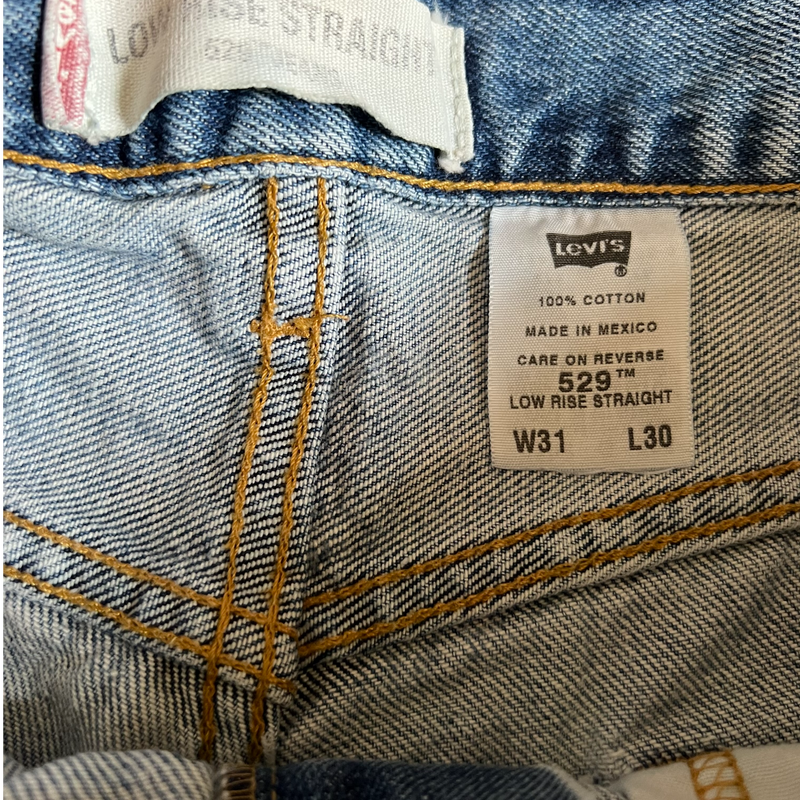 LOW RISE STRAIGHT
Levi's
®
100% COTTON
MADE IN MEXICO
CARE ON REVERSE
529™
LOW RISE STRAIGHT
W31 L30